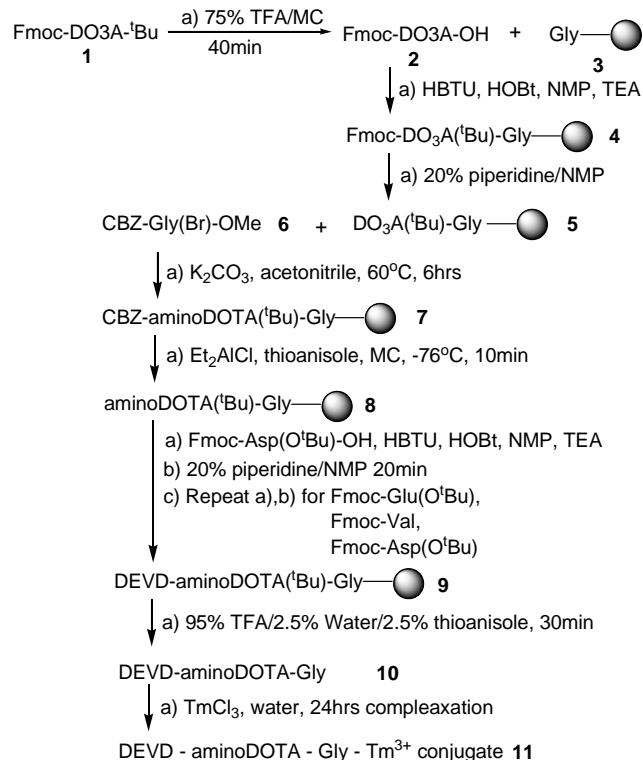 Fmoc-DO3A-ᵗBu a) 75% TFA/MC Fmoc-DO3A-OH + Gly
1 40min 2 3
a) HBTU, HOBt, NMP, TEA
Fmoc-DO₃A(ᵗBu)-Gly 4
a) 20% piperidine/NMP
CBZ-Gly(Br)-OMe 6 + DO₃A(ᵗBu)-Gly 5
a) K₂CO₃, acetonitrile, 60°C, 6hrs
CBZ-aminoDOTA(ᵗBu)-Gly 7
a) Et₂AlCl, thioanisole, MC, -76°C, 10min
aminoDOTA(ᵗBu)-Gly 8
a) Fmoc-Asp(OᵗBu)-OH, HBTU, HOBt, NMP, TEA
b) 20% piperidine/NMP 20min
c) Repeat a),b) for Fmoc-Glu(OᵗBu),
Fmoc-Val,
Fmoc-Asp(OᵗBu)
DEVD-aminoDOTA(ᵗBu)-Gly 9
a) 95% TFA/2.5% Water/2.5% thioanisole, 30min
DEVD-aminoDOTA-Gly 10
a) TmCl₃, water, 24hrs compleaxation
DEVD - aminoDOTA - Gly - Tm³⁺ conjugate 11